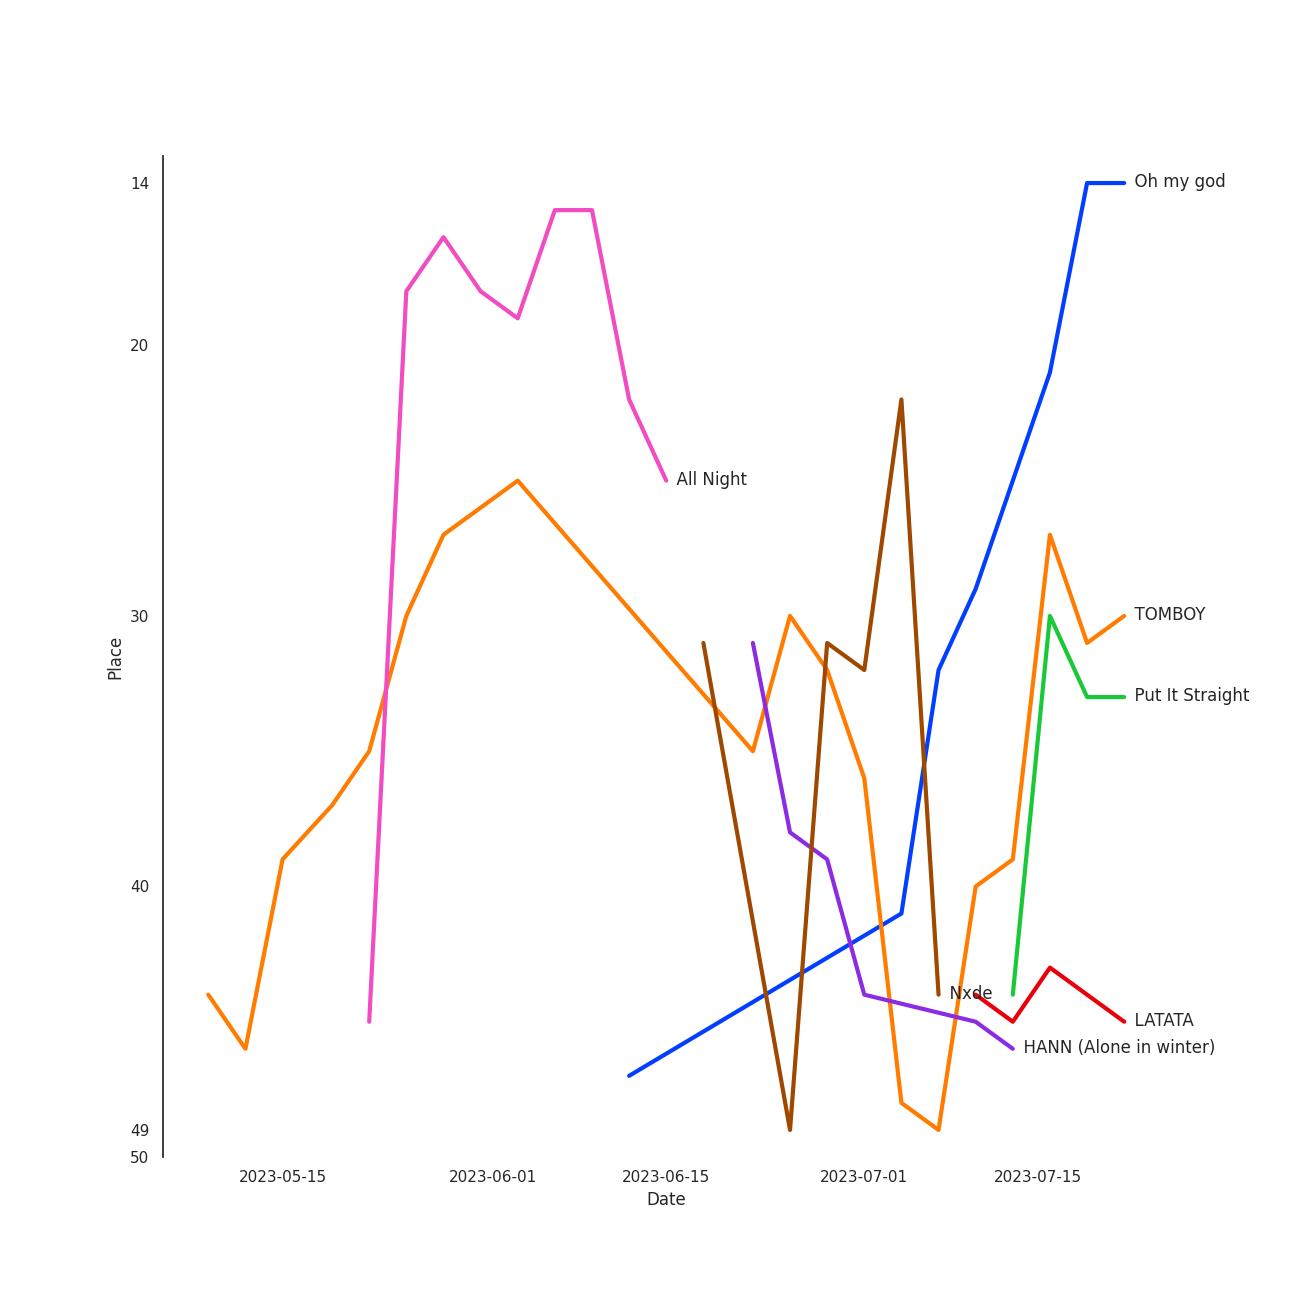 14
Oh my god
20
All Night
30
TOMBOY
Place
Put It Straight
40
Nxde
LATATA
HANN (Alone in winter)
49
50
2023-05-15 2023-06-01 2023-06-15 2023-07-01 2023-07-15
Date